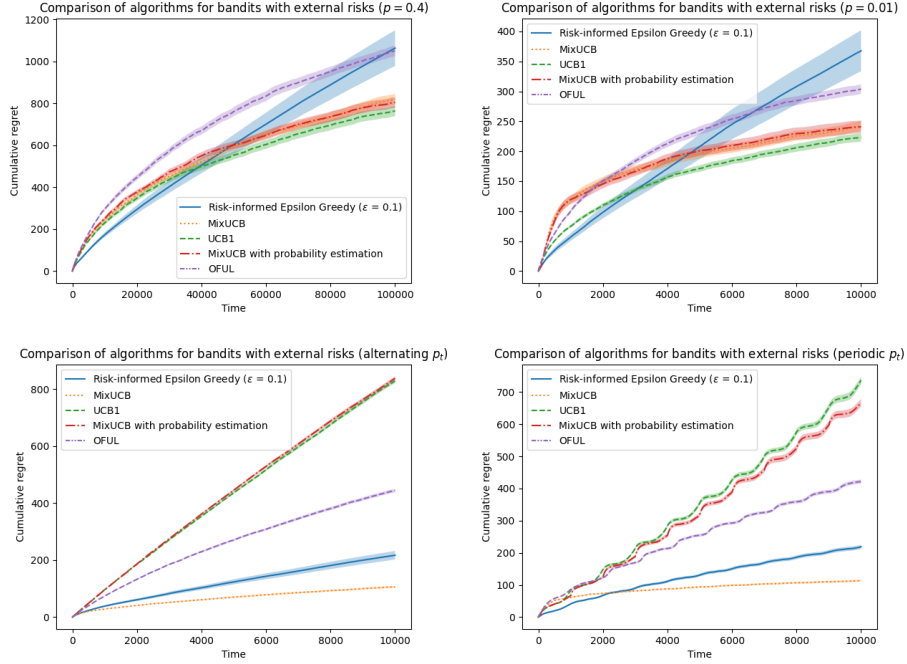 Comparison of algorithms for bandits with external risks (p = 0.4)
1200
1000
800
600
400
200
0
Cumulative regret
Risk-informed Epsilon Greedy (ε = 0.1)
MixUCB
UCB1
MixUCB with probability estimation
OFUL
0 20000 40000 60000 80000 100000
Time
Comparison of algorithms for bandits with external risks (p = 0.01)
400
350
300
250
200
150
100
50
0
Cumulative regret
Risk-informed Epsilon Greedy (ε = 0.1)
MixUCB
UCB1
MixUCB with probability estimation
OFUL
0 2000 4000 6000 8000 10000
Time
Comparison of algorithms for bandits with external risks (alternating pt)
800
600
400
200
0
Cumulative regret
Risk-informed Epsilon Greedy (ε = 0.1)
MixUCB
UCB1
MixUCB with probability estimation
OFUL
0 2000 4000 6000 8000 10000
Time
Comparison of algorithms for bandits with external risks (periodic pt)
700
600
500
400
300
200
100
0
Cumulative regret
Risk-informed Epsilon Greedy (ε = 0.1)
MixUCB
UCB1
MixUCB with probability estimation
OFUL
0 2000 4000 6000 8000 10000
Time